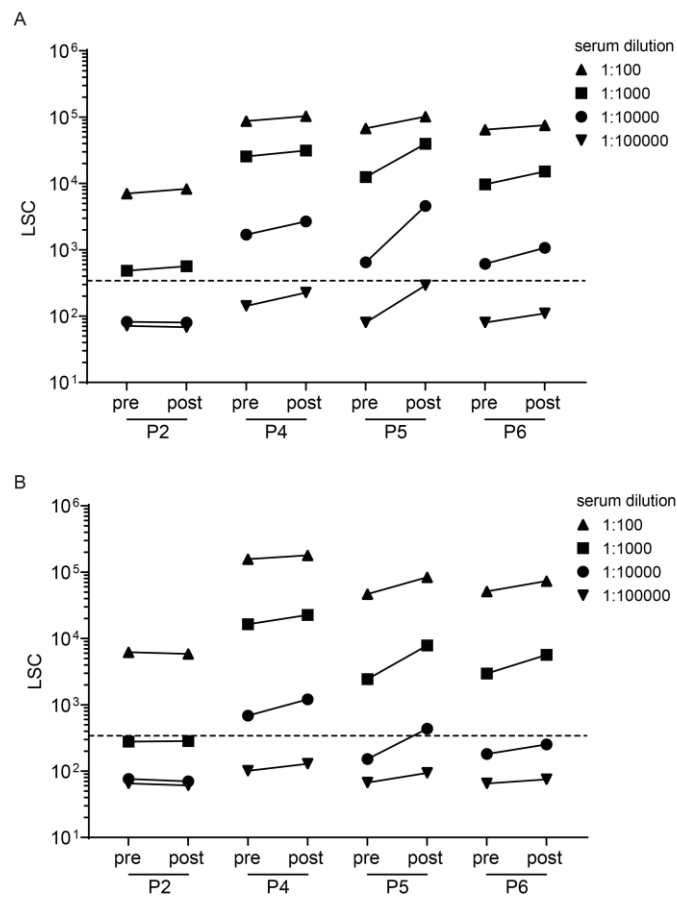 A
serum dilution
1:100
1:1000
1:10000
1:100000
10⁶
10⁵
10⁴
10³
10²
10¹
LSC
pre post pre post pre post pre post
P2 P4 P5 P6
B
serum dilution
1:100
1:1000
1:10000
1:100000
10⁶
10⁵
10⁴
10³
10²
10¹
LSC
pre post pre post pre post pre post
P2 P4 P5 P6